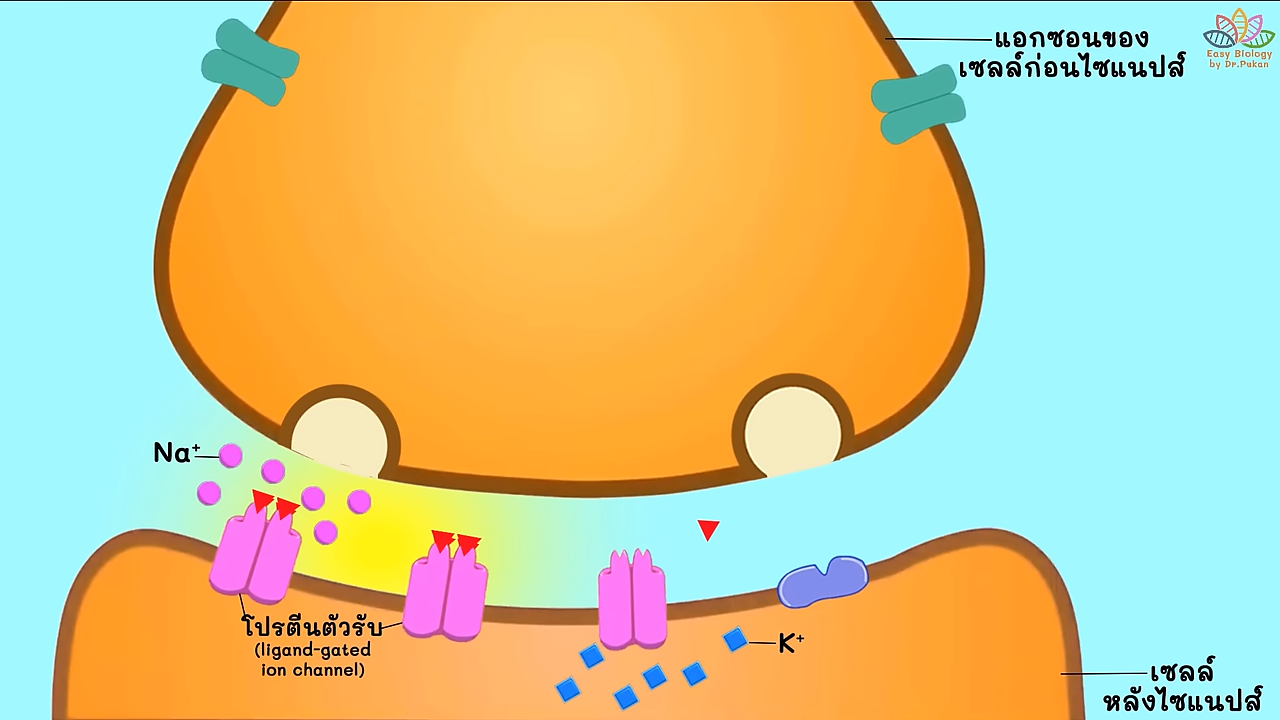 แอกซอนของ
เซลล์ก่อนไซแนปส์
Easy Biology
by Dr.Pukan
Na⁺
โปรตีนตัวรับ
(ligand-gated
ion channel)
K⁺
เซลล์
หลังไซแนปส์